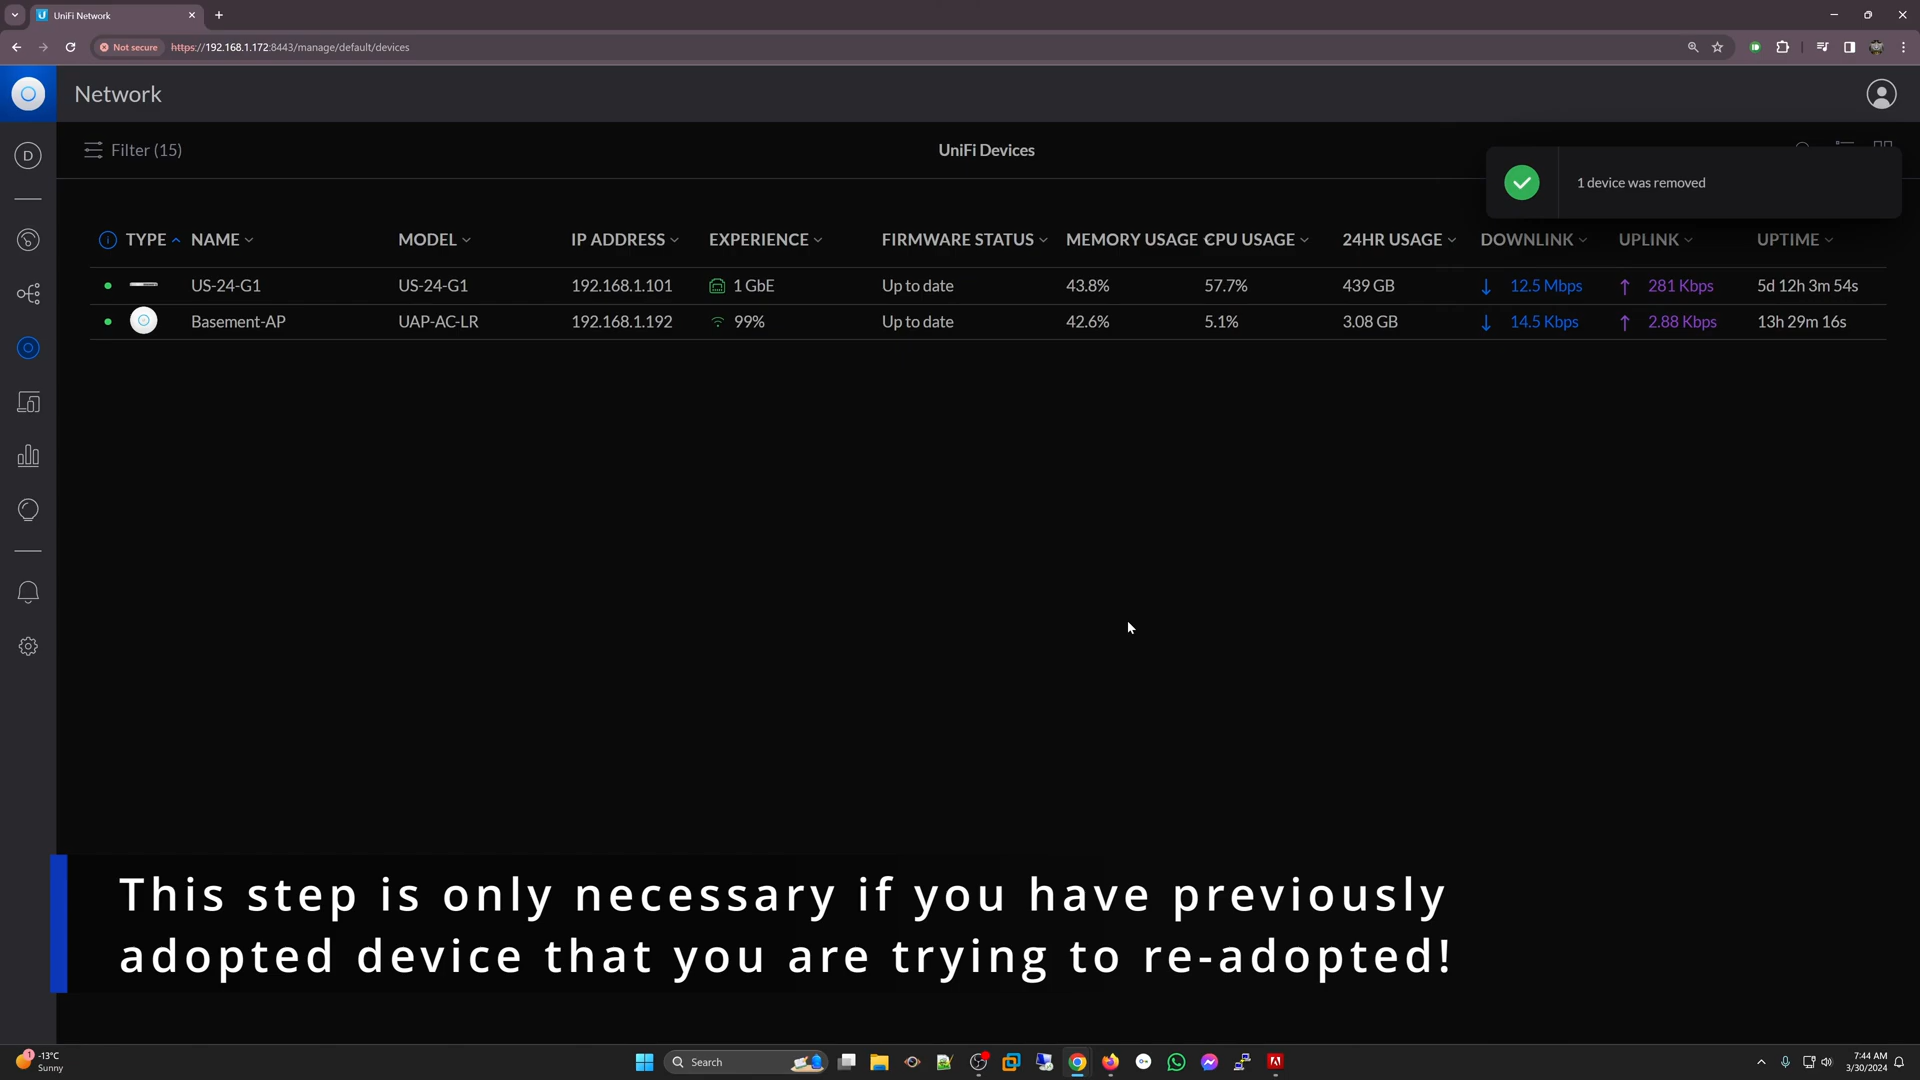 UniFi Network
Not secure
https://192.168.1.172:8443/manage/default/devices
Network
D
Filter (15)
UniFi Devices
1 device was removed
TYPE NAME MODEL IP ADDRESS EXPERIENCE FIRMWARE STATUS MEMORY USAGE CPU USAGE 24HR USAGE DOWNLINK UPLINK UPTIME
US-24-G1 US-24-G1 192.168.1.101 1 GbE Up to date 43.8% 57.7% 439 GB ↓ 12.5 Mbps ↑ 281 Kbps 5d 12h 3m 54s
Basement-AP UAP-AC-LR 192.168.1.192 99% Up to date 42.6% 5.1% 3.08 GB ↓ 14.5 Kbps ↑ 2.88 Kbps 13h 29m 16s
This step is only necessary if you have previously
adopted device that you are trying to re-adopted!
1
-13°C
Sunny
Search
7:44 AM
3/30/2024